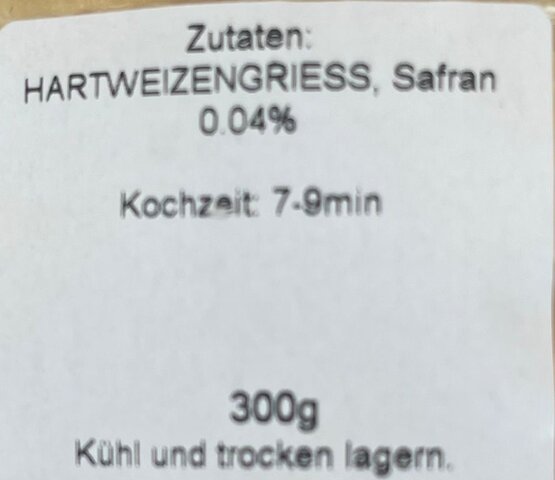 Zutaten:
HARTWEIZENGRIESS, Safran
0.04%
Kochzeit: 7-9min
300g
Kühl und trocken lagern.